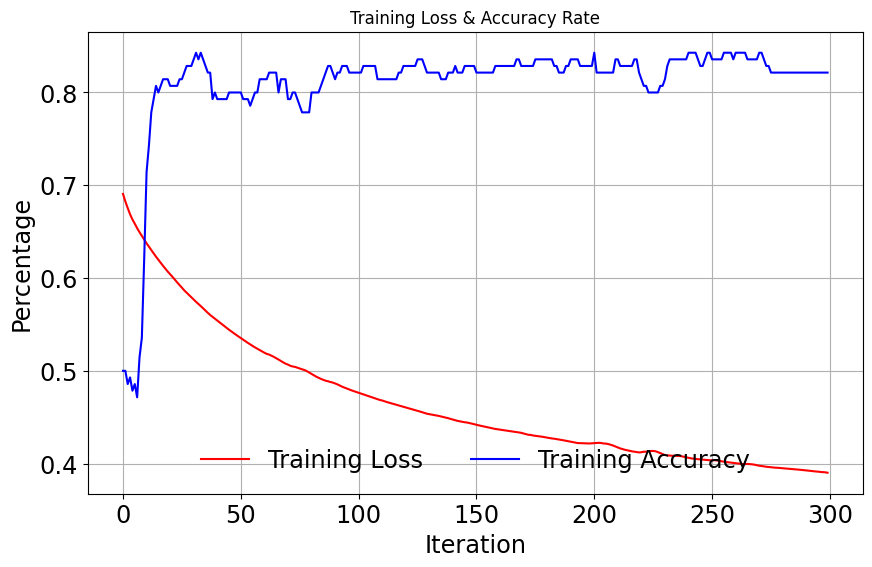 Training Loss & Accuracy Rate
Percentage
0.8
0.7
0.6
0.5
0.4
Training Loss Training Accuracy
0 50 100 150 200 250 300
Iteration